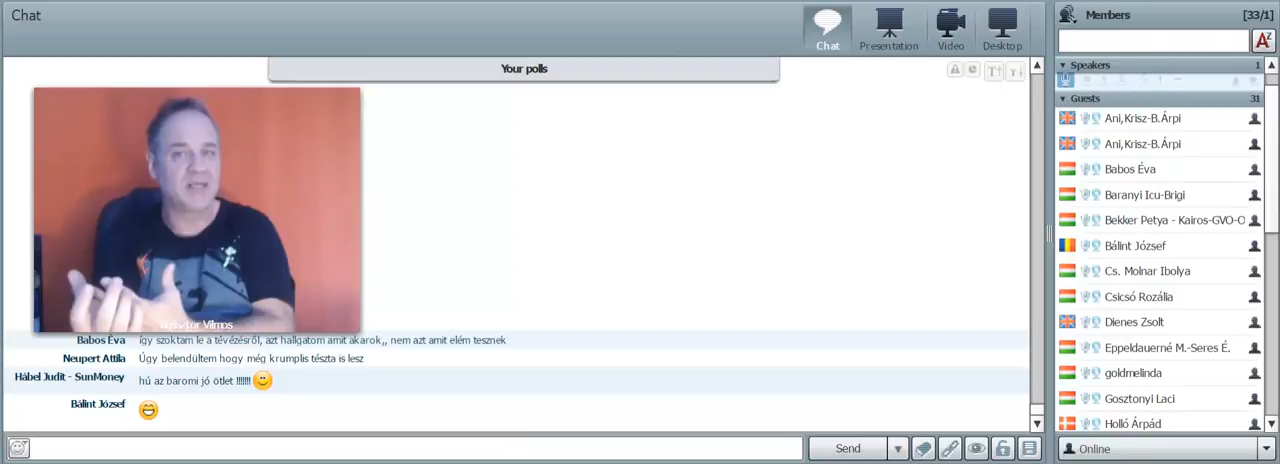 Chat
Chat
Presentation
Video
Desktop
Your polls
Vilmos
Babos Éva
így szoktam le a tévézésről, azt hallgatom amit akarok,, nem azt amit elém tesznek
Neupert Attila
Úgy belendültem hogy még krumplis tészta is lesz
Hábel Judit - SunMoney
hú az baromi jó ötlet !!!!!!!
Bálint József
Send
Members
[33/1]
Speakers
1
Guests
31
Ani,Krisz-B.Árpi
Ani,Krisz-B.Árpi
Babos Éva
Baranyi Icu-Brigi
Bekker Petya - Kairos-GVO-O
Bálint József
Cs. Molnar Ibolya
Csicsó Rozália
Dienes Zsolt
Eppeldauerné M.-Seres É.
goldmelinda
Gosztonyi Laci
Holló Árpád
Online